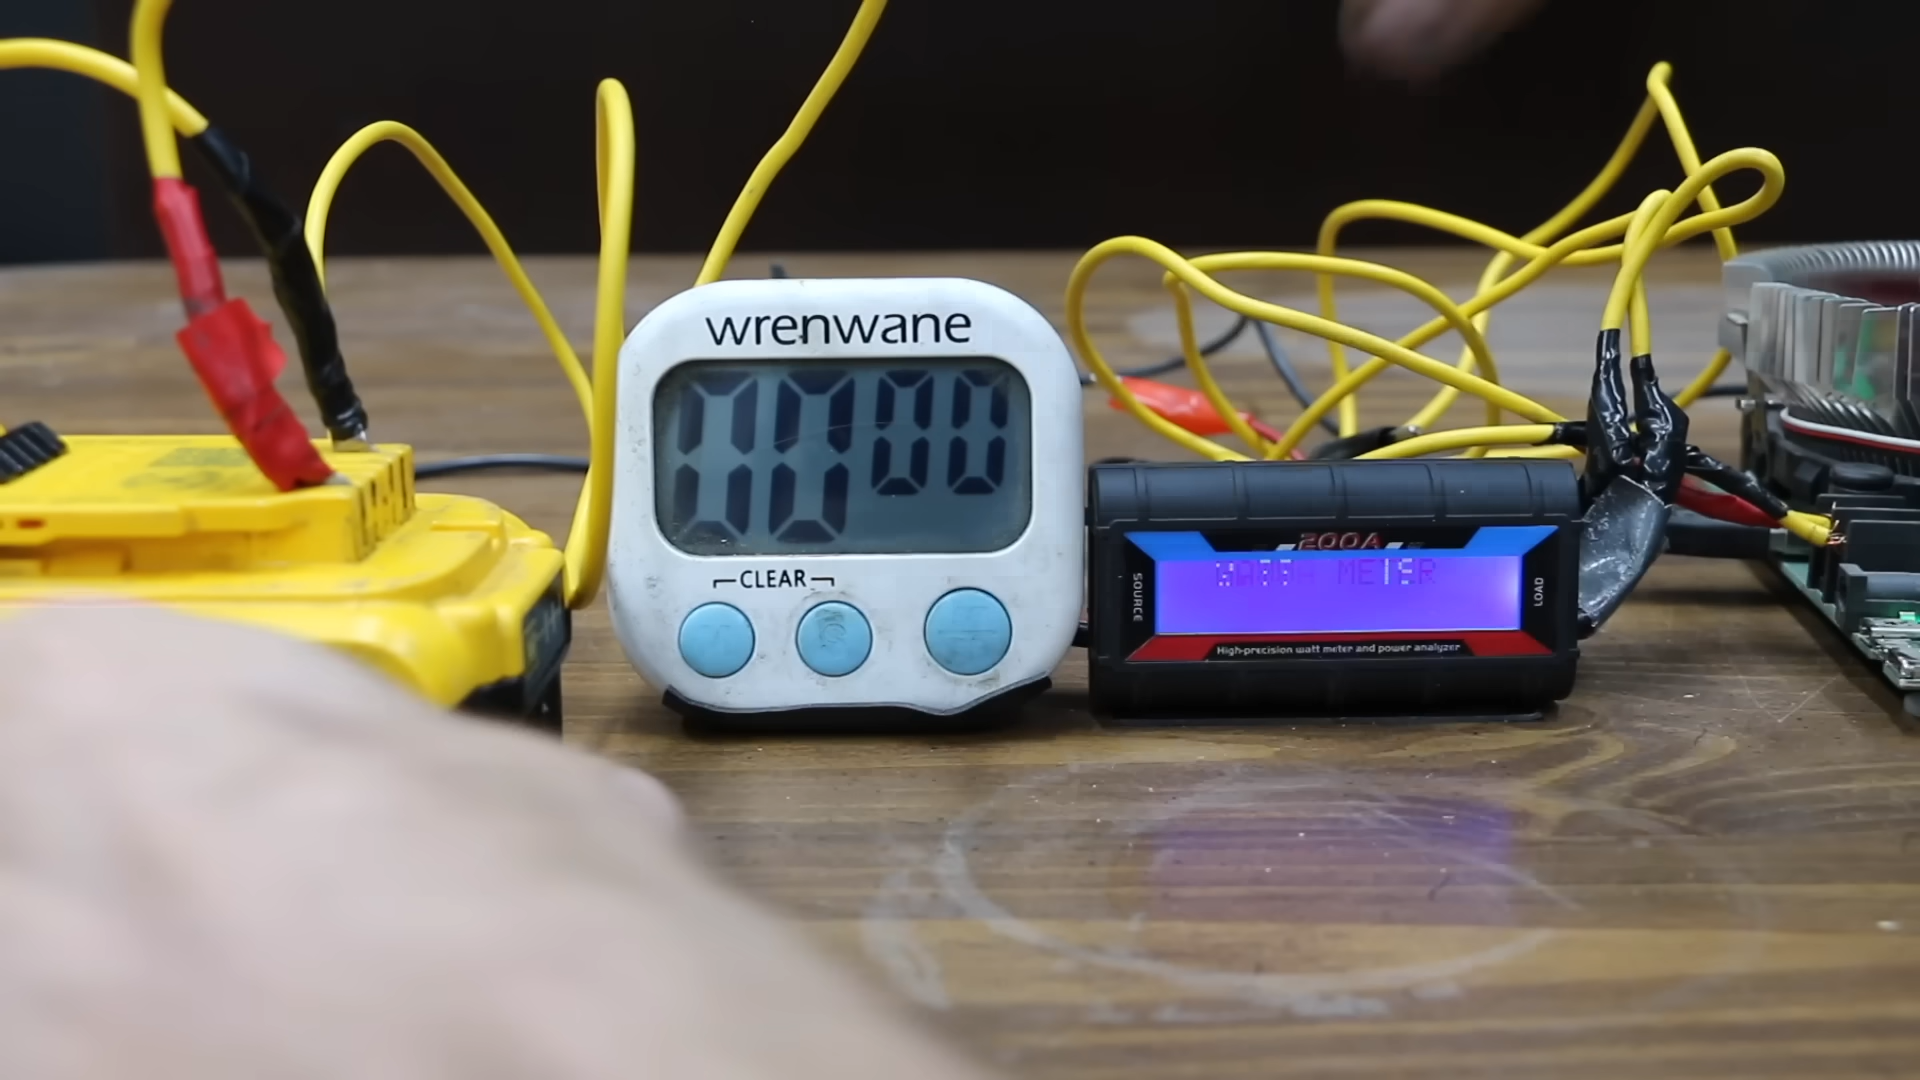 wrenwane
00 00
CLEAR
200A
WATT METER
SOURCE
LOAD
High-precision watt meter and power analyzer